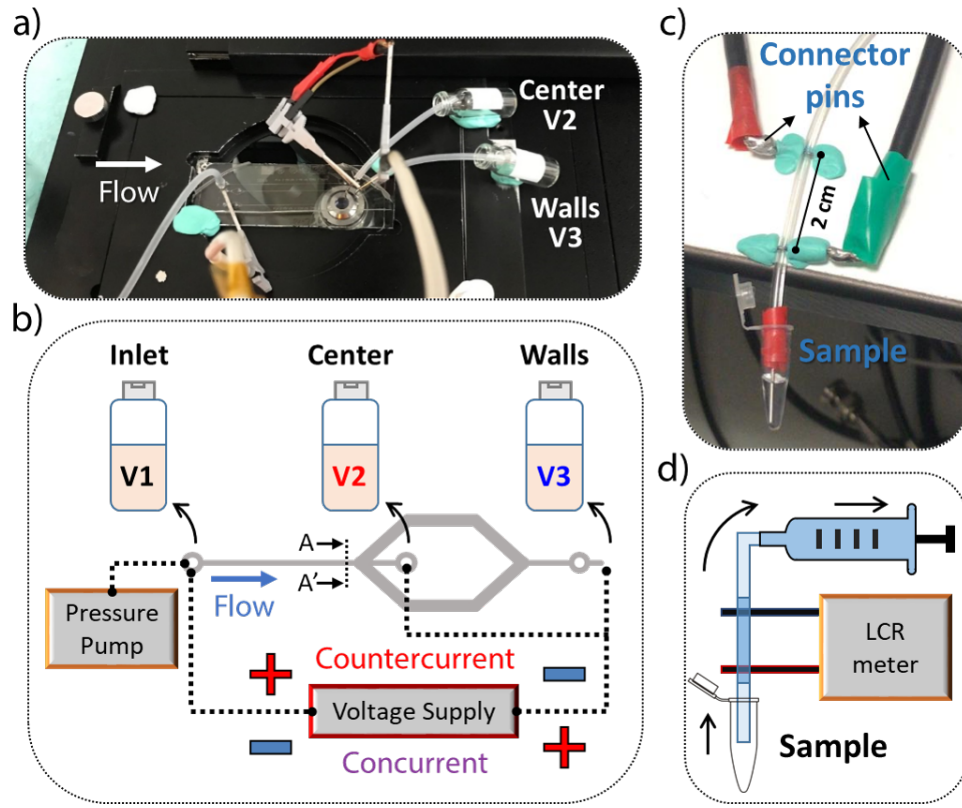 a)
Center
V2
Flow
Walls
V3
b)
Inlet
Center
Walls
V1
V2
V3
A
A'
Flow
Pressure
Pump
Countercurrent
Voltage Supply
Concurrent
c)
Connector
pins
2 cm
Sample
d)
LCR
meter
Sample